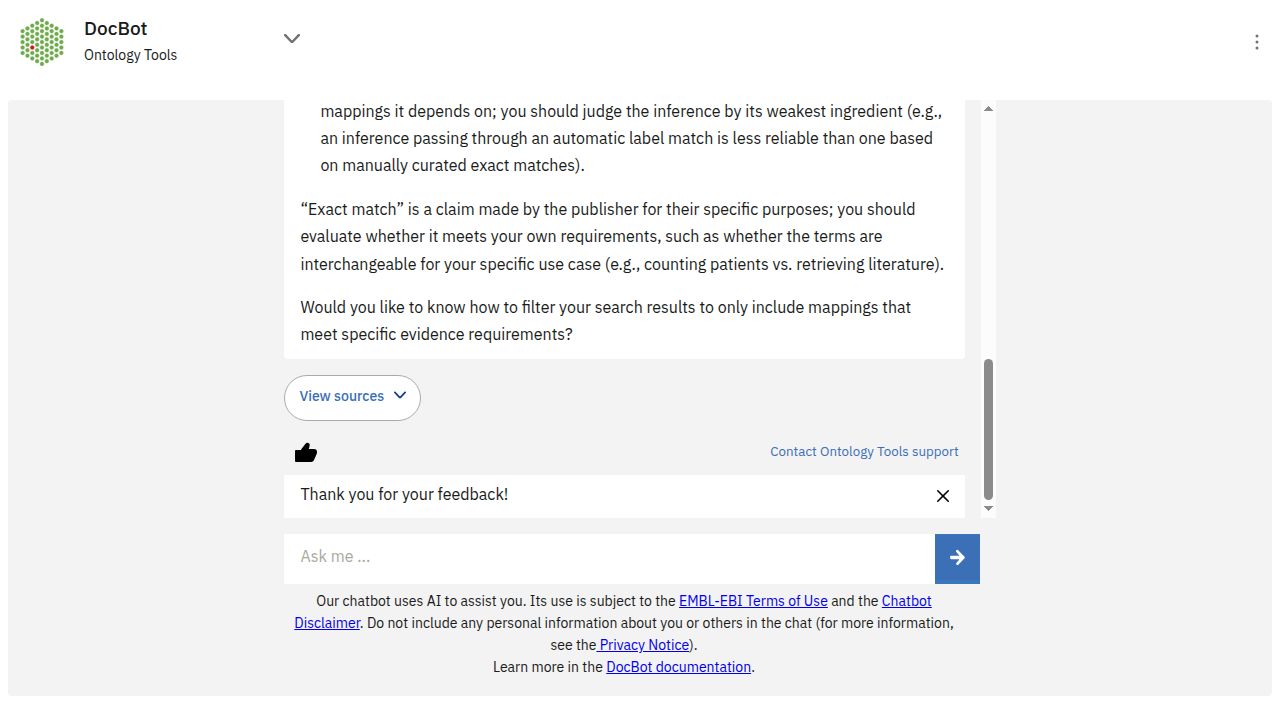 DocBot
Ontology Tools
mappings it depends on; you should judge the inference by its weakest ingredient (e.g.,
an inference passing through an automatic label match is less reliable than one based
on manually curated exact matches).
“Exact match” is a claim made by the publisher for their specific purposes; you should
evaluate whether it meets your own requirements, such as whether the terms are
interchangeable for your specific use case (e.g., counting patients vs. retrieving literature).
Would you like to know how to filter your search results to only include mappings that
meet specific evidence requirements?
View sources
Contact Ontology Tools support
Thank you for your feedback!
Ask me ...
Our chatbot uses AI to assist you. Its use is subject to the EMBL-EBI Terms of Use and the Chatbot
Disclaimer. Do not include any personal information about you or others in the chat (for more information,
see the Privacy Notice).
Learn more in the DocBot documentation.